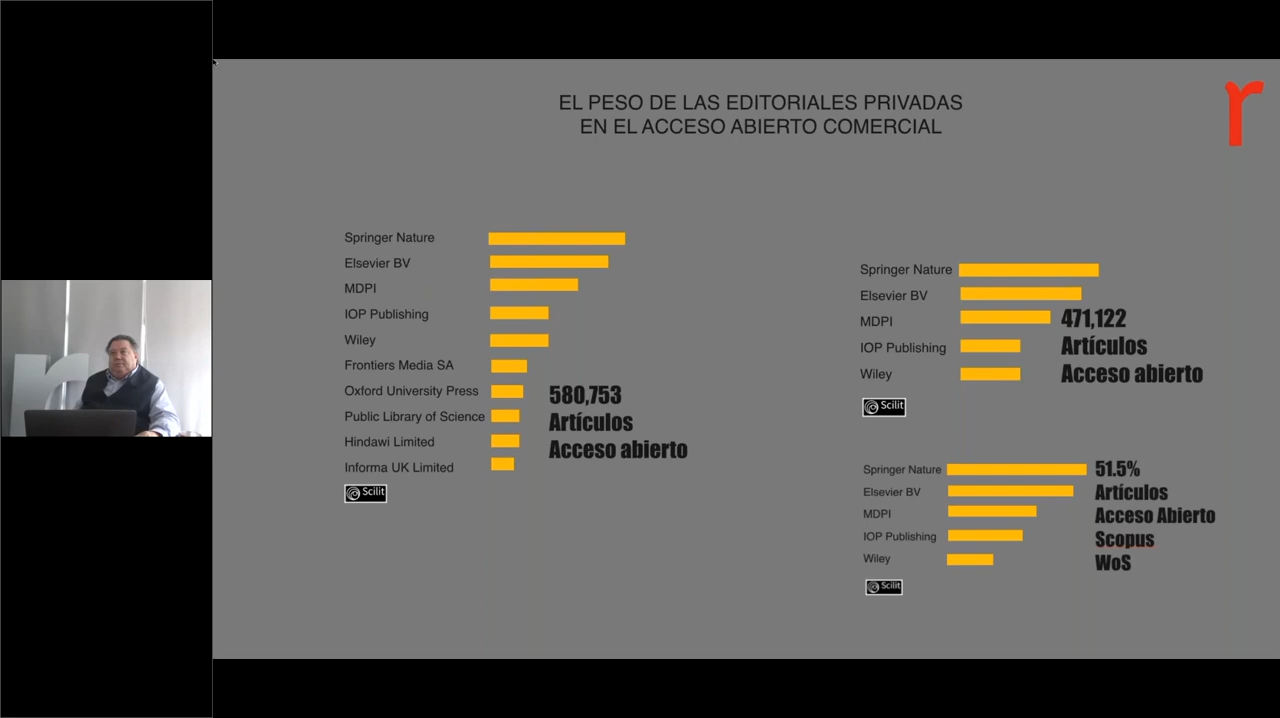 EL PESO DE LAS EDITORIALES PRIVADAS
EN EL ACCESO ABIERTO COMERCIAL
r
Springer Nature
Elsevier BV
MDPI
IOP Publishing
Wiley
Frontiers Media SA
Oxford University Press
Public Library of Science
Hindawi Limited
Informa UK Limited
580,753
Artículos
Acceso abierto
Scilit
Springer Nature
Elsevier BV
MDPI
IOP Publishing
Wiley
471,122
Artículos
Acceso abierto
Scilit
Springer Nature
Elsevier BV
MDPI
IOP Publishing
Wiley
51.5%
Artículos
Acceso Abierto
Scopus
WoS
Scilit
r